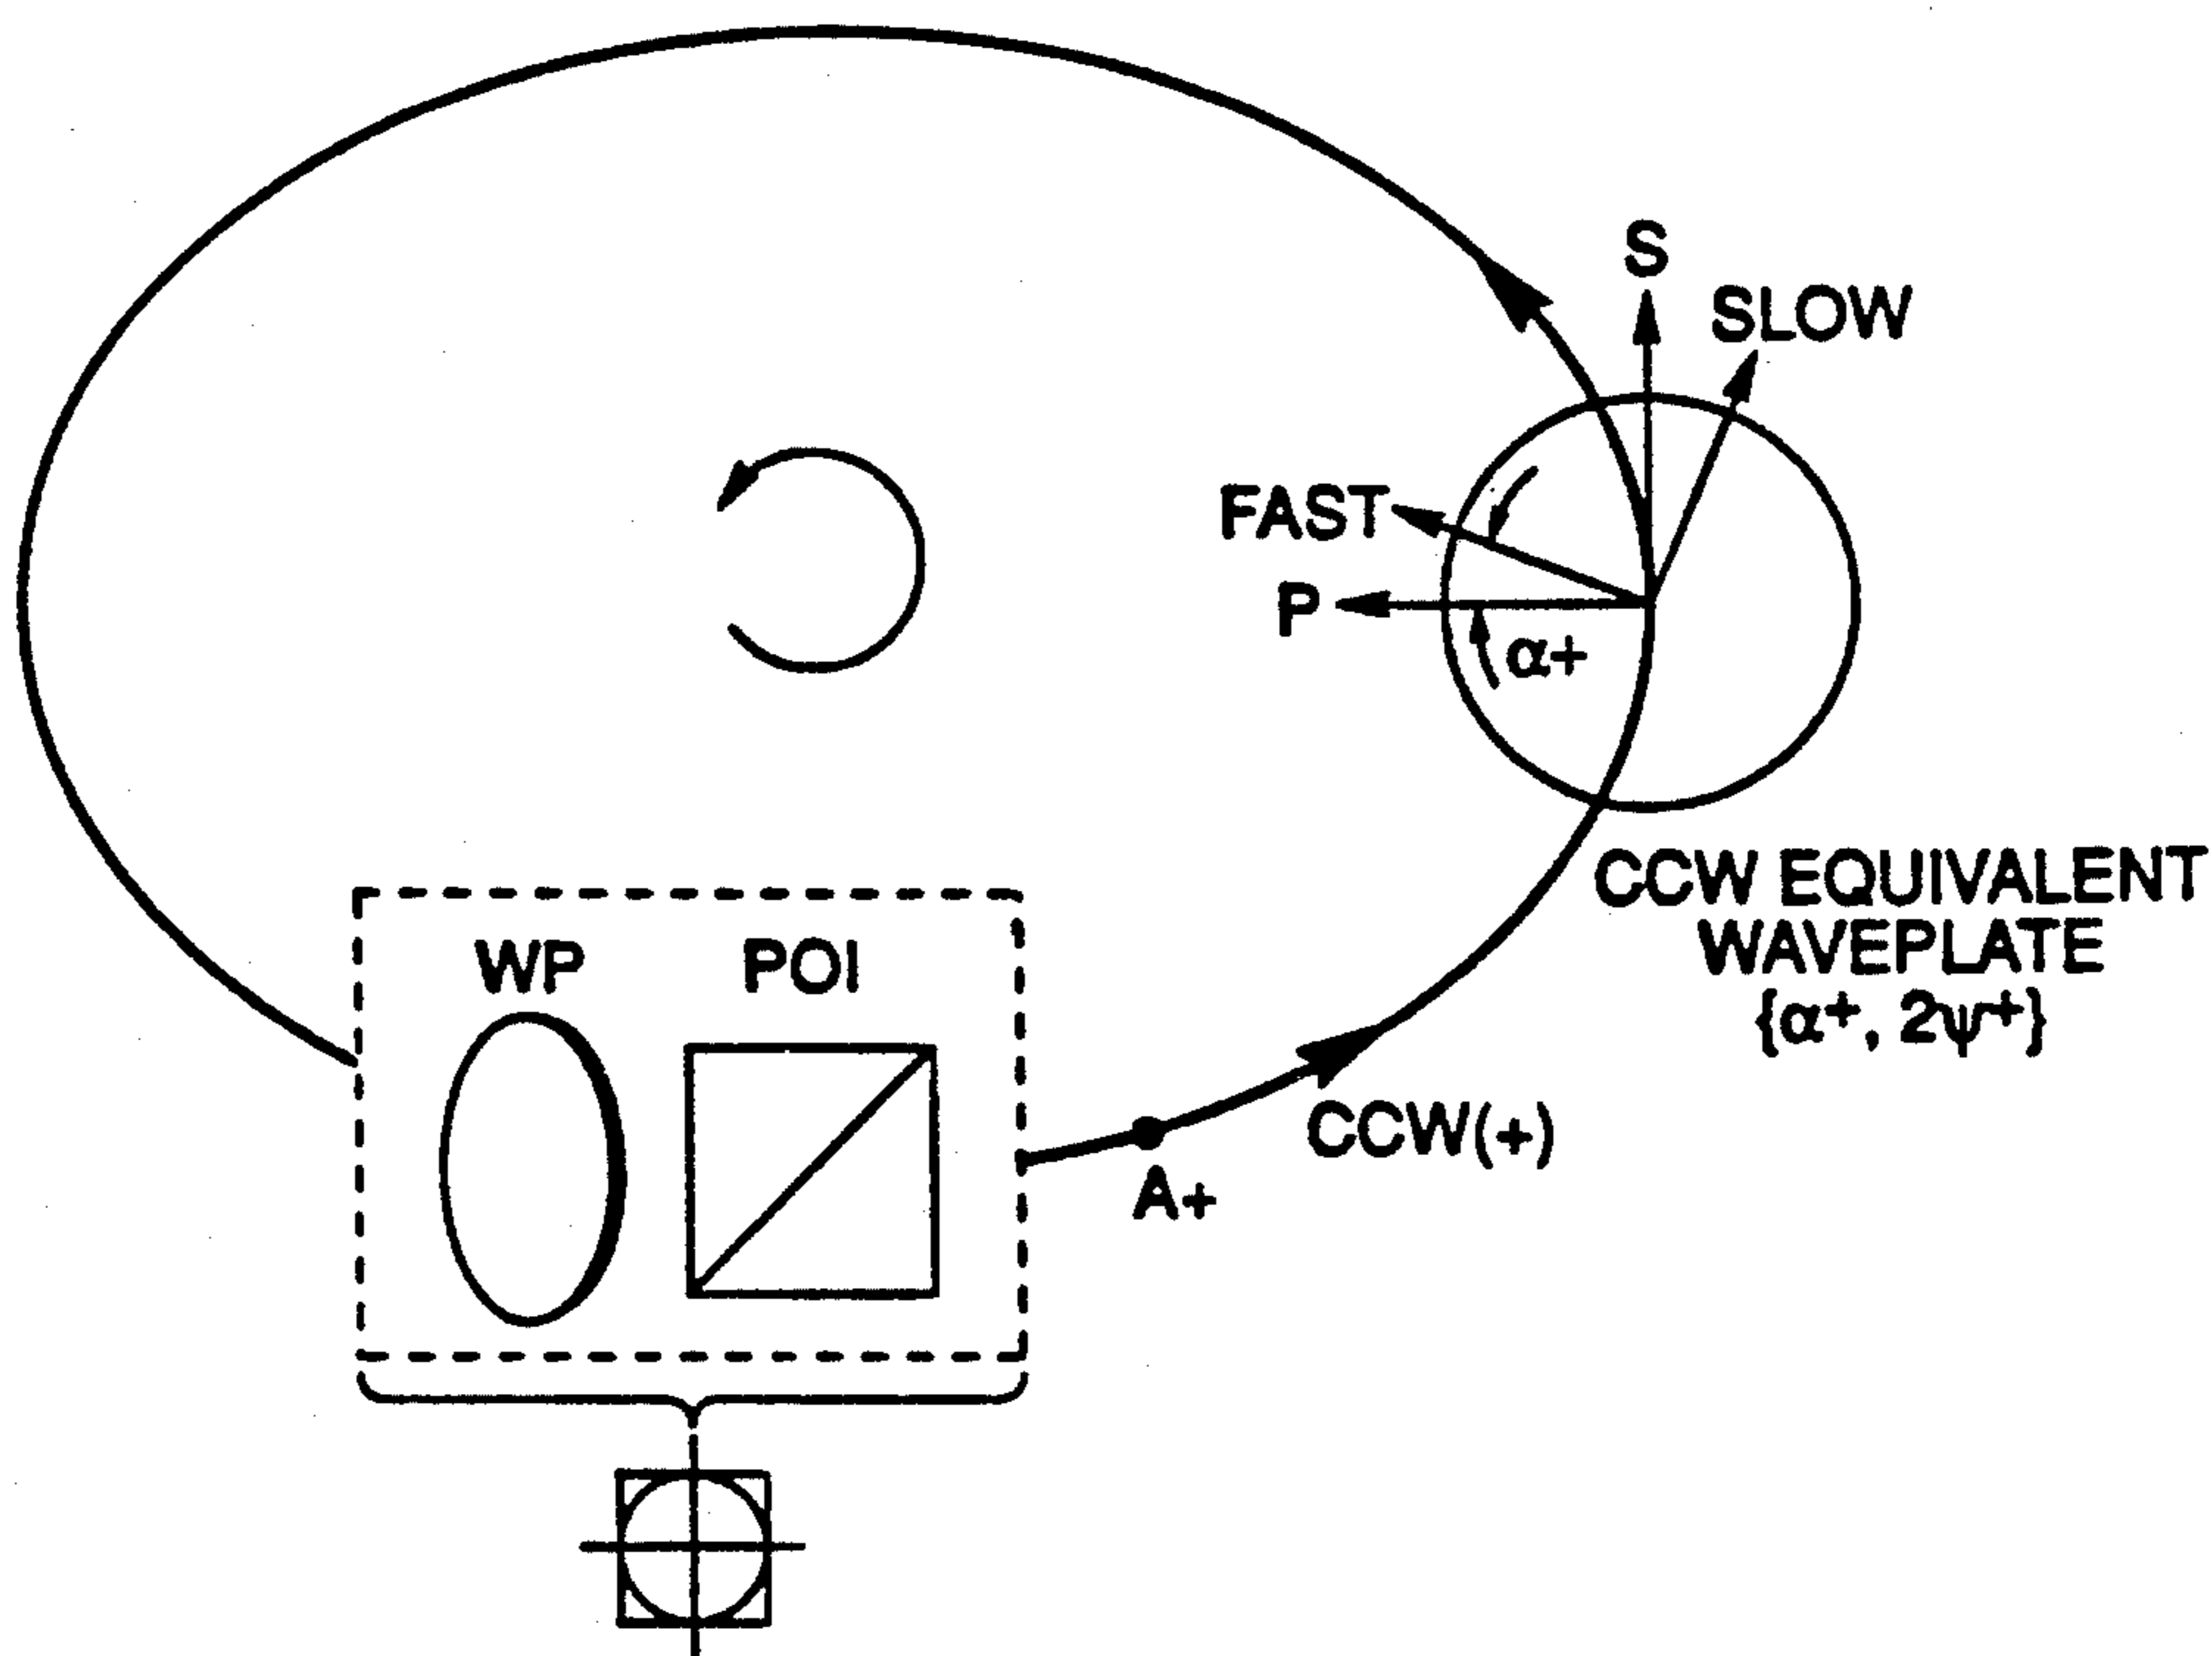 S
SLOW
FAST
P
α+
CCW EQUIVALENT
WAVEPLATE
{α+, 2ψ+}
WP
POI
CCW(+)
A+